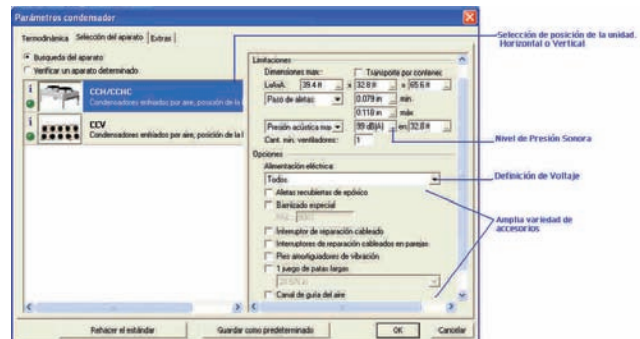 Parámetros condensador
Termodinámica Selección del aparato Extras
Busqueda del aparato
Verificar un aparato determinado
CCH/CCHC
Condensadores enfriados por aire, posición de la
CCV
Condensadores enfriados por aire, posición de la
Limitaciones
Dimensiones max.: Transporte por contener
LxAxA: 39.4 ft x 32.8 ft x 65.6 ft
Paso de aletas: 0.079 in min.
0.118 in máx.
Presión acústica max 99 dB(A) en 32.8 ft
Cant. min. ventiladores: 1
Opciones
Alimentación eléctrica:
Todos
Aletas recubiertas de epóxico
Barnizado especial
Interruptor de reparación cableado
Interruptores de reparación cableados en parejas
Pies amortiguadores de vibración
1 juego de patas largas
Canal de guía del aire
Rehacer el estándar Guardar como predeterminado OK Cancelar
Selección de posición de la unidad.
Horizontal o Vertical
Nivel de Presión Sonora
Definición de Voltaje
Amplia variedad de
accesorios